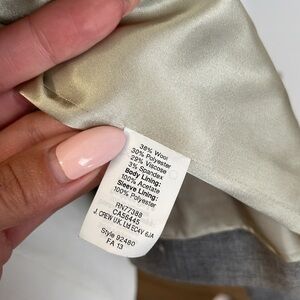 38% Wool
30% Polyester
29% Viscose
3% Spandex
Body Lining:
100% Acetate
Sleeve Lining:
100% Polyester
RN77388
CA55445
J. CREW U.K. Ltd EC4V 6JA
Style 92480
FA 13